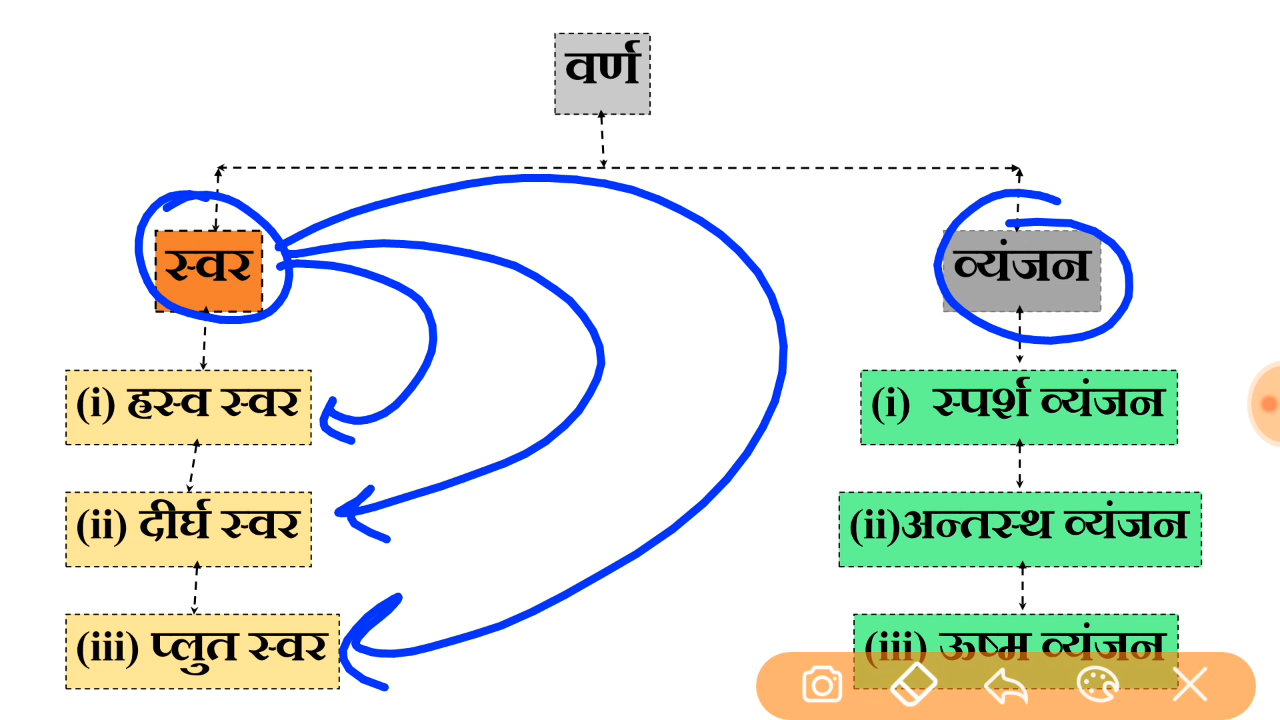 वर्ण
स्वर
व्यंजन
(i) ह्रस्व स्वर
(ii) दीर्घ स्वर
(iii) प्लुत स्वर
(i) स्पर्श व्यंजन
(ii)अन्तस्थ व्यंजन
(iii) ऊष्म व्यंजन